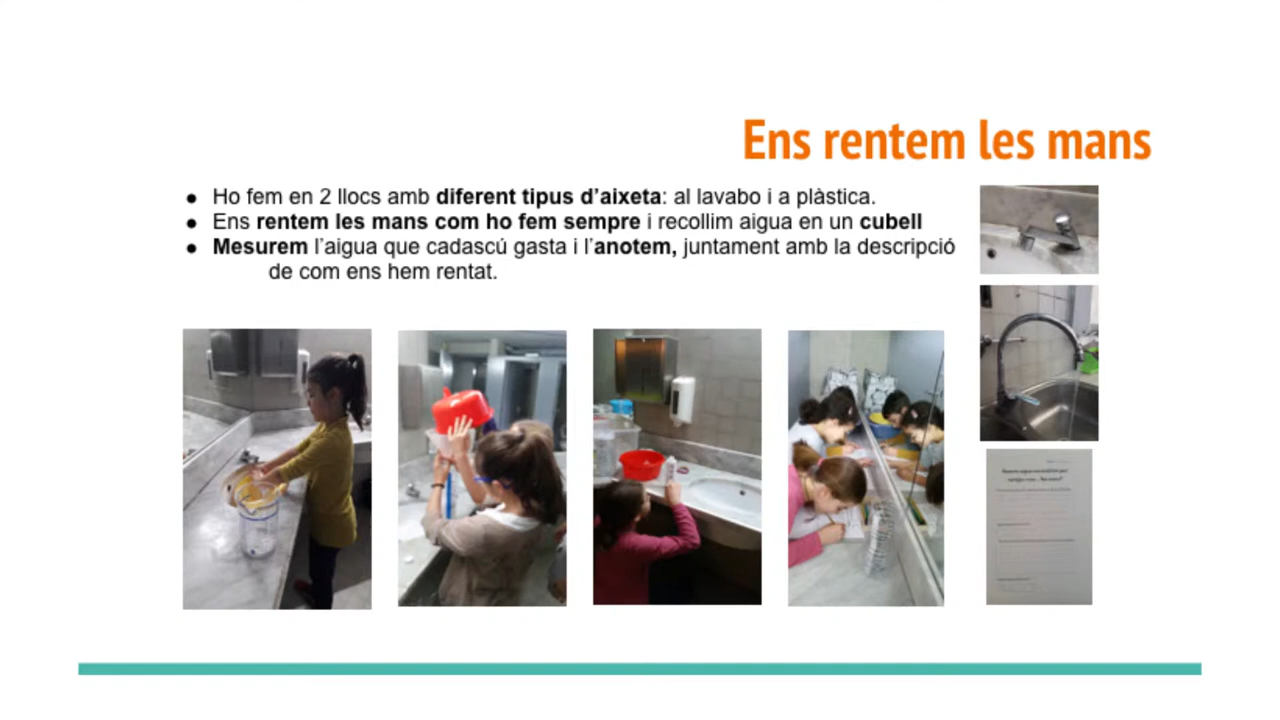 Ens rentem les mans
● Ho fem en 2 llocs amb diferent tipus d’aixeta: al lavabo i a plàstica.
● Ens rentem les mans com ho fem sempre i recollim aigua en un cubell
● Mesurem l’aigua que cadascú gasta i l’anotem, juntament amb la descripció
de com ens hem rentat.